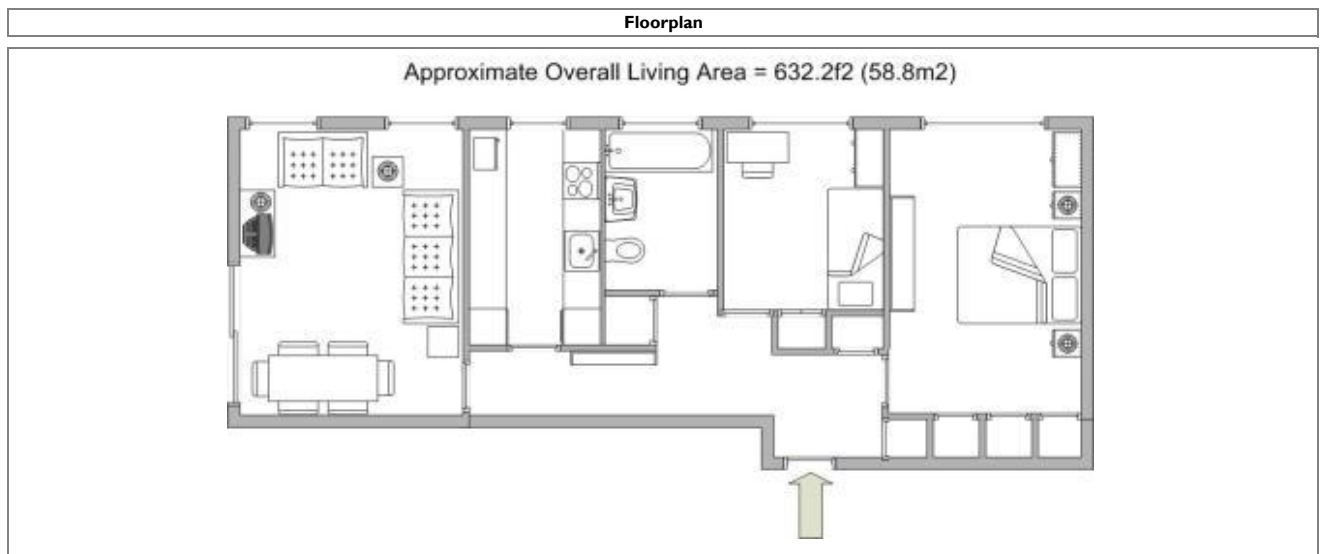 Floorplan
Approximate Overall Living Area = 632.2f2 (58.8m2)